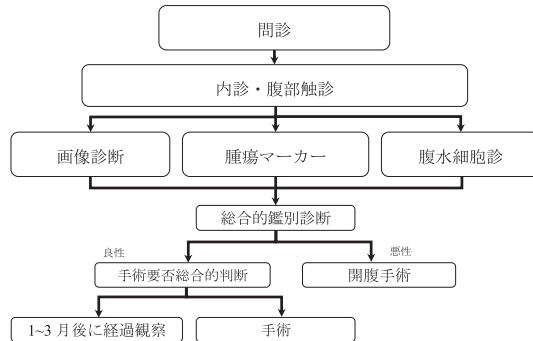 問診
内診・腹部触診
画像診断
腫瘍マーカー
腹水細胞診
総合的鑑別診断
良性
悪性
手術要否総合的判断
開腹手術
1~3 月後に経過観察
手術